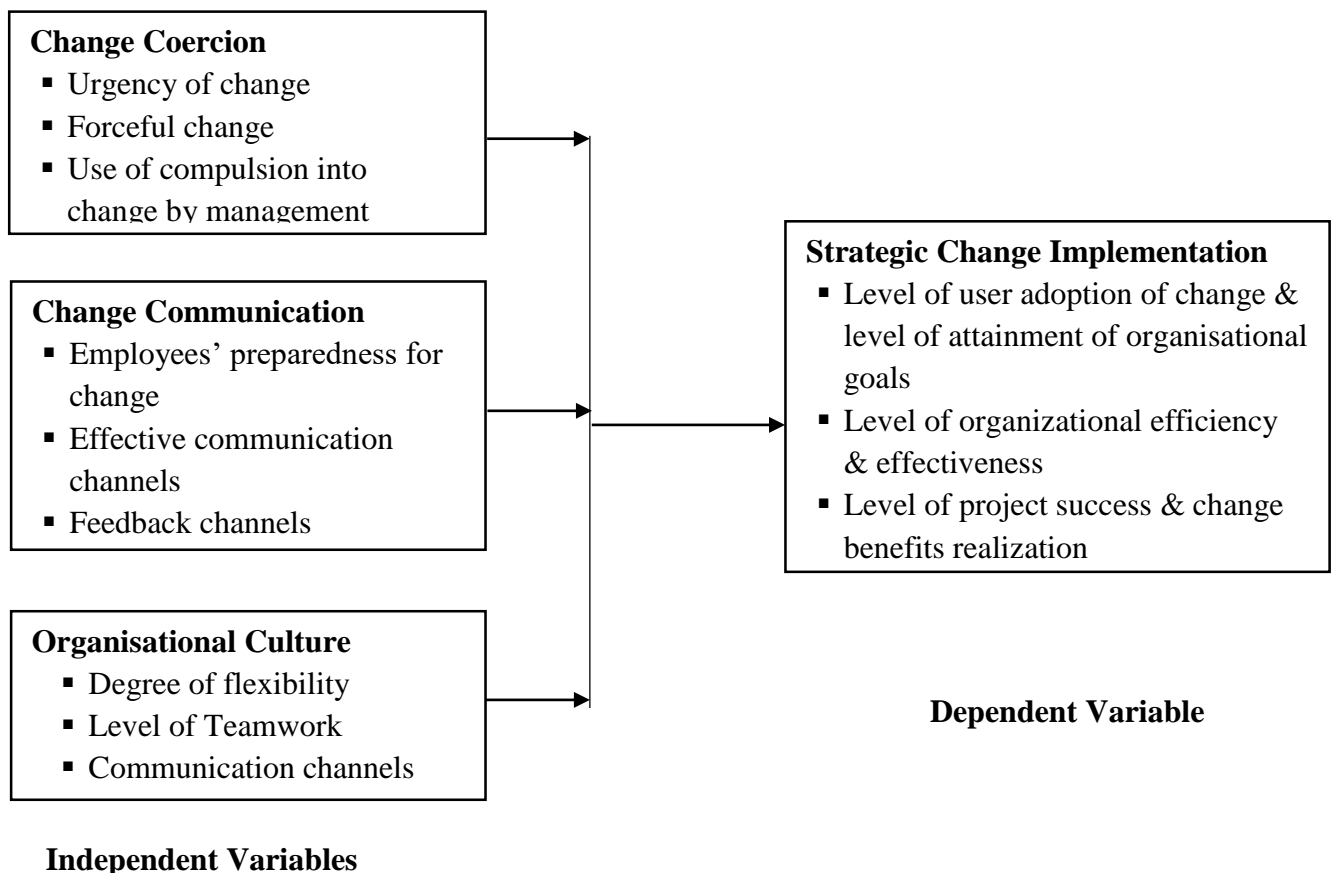 Change Coercion
▪ Urgency of change
▪ Forceful change
▪ Use of compulsion into
change by management
Change Communication
▪ Employees’ preparedness for
change
▪ Effective communication
channels
▪ Feedback channels
Organisational Culture
▪ Degree of flexibility
▪ Level of Teamwork
▪ Communication channels
Independent Variables
Strategic Change Implementation
▪ Level of user adoption of change &
level of attainment of organisational
goals
▪ Level of organizational efficiency
& effectiveness
▪ Level of project success & change
benefits realization
Dependent Variable